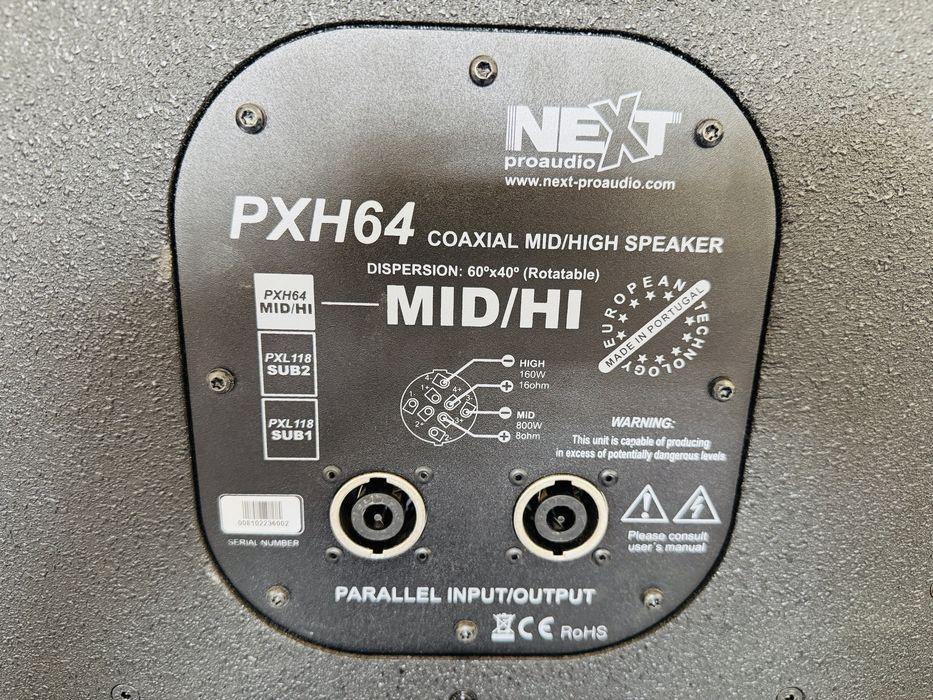 NEXT
proaudio
www.next-proaudio.com
PXH64 COAXIAL MID/HIGH SPEAKER
DISPERSION: 60ºx40º (Rotatable)
MID/HI
PXH64
MID/HI
PXL118
SUB2
PXL118
SUB1
EUROPEAN TECHNOLOGY
MADE IN PORTUGAL
HIGH
160W
16ohm
MID
800W
8ohm
WARNING:
This unit is capable of producing
in excess of potentially dangerous levels
008102236002
SERIAL NUMBER
Please consult
user's manual
PARALLEL INPUT/OUTPUT
CE RoHS